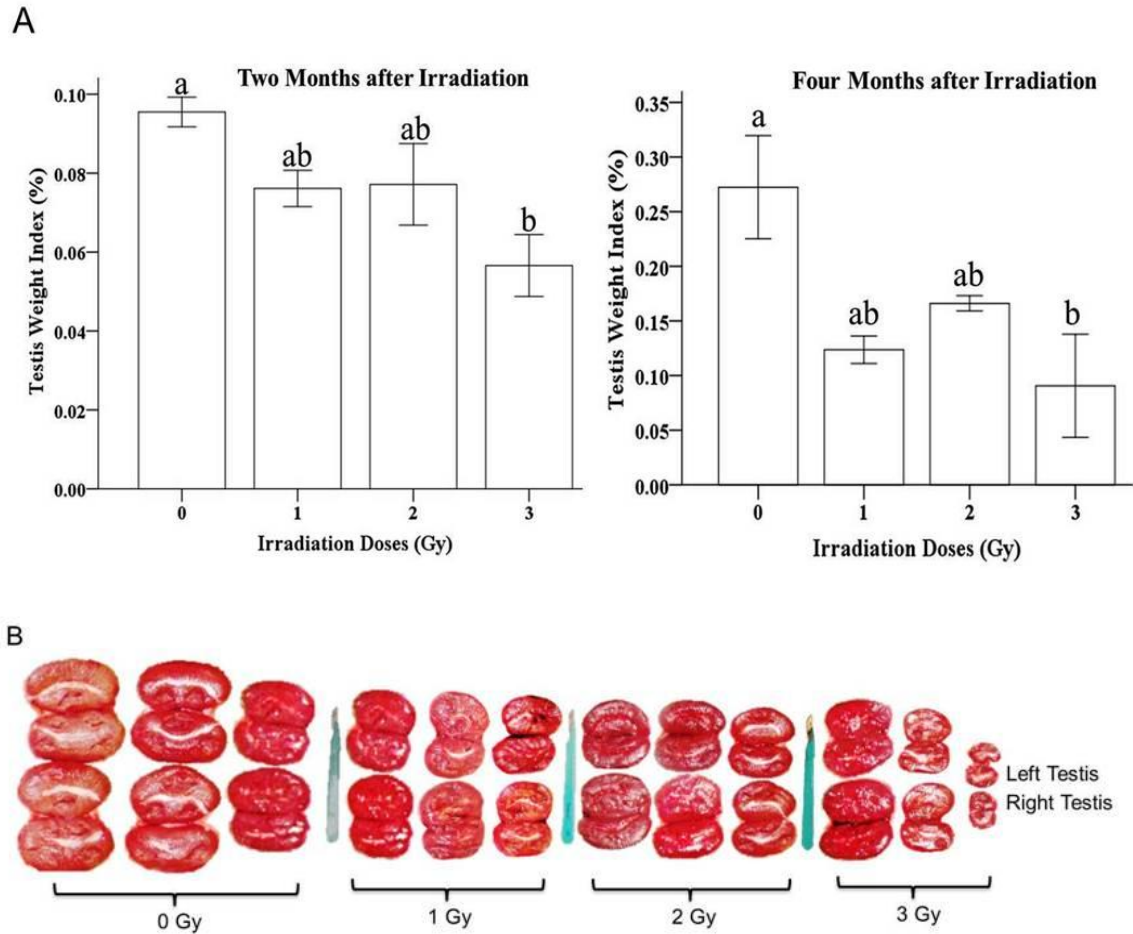 A
Two Months after Irradiation
Testis Weight Index (%)
0.10
0.08
0.06
0.04
0.02
0.00
a
ab
ab
b
0 1 2 3
Irradiation Doses (Gy)
Four Months after Irradiation
Testis Weight Index (%)
0.35
0.30
0.25
0.20
0.15
0.10
0.05
0.00
a
ab
ab
b
0 1 2 3
Irradiation Doses (Gy)
B
Left Testis
Right Testis
0 Gy 1 Gy 2 Gy 3 Gy